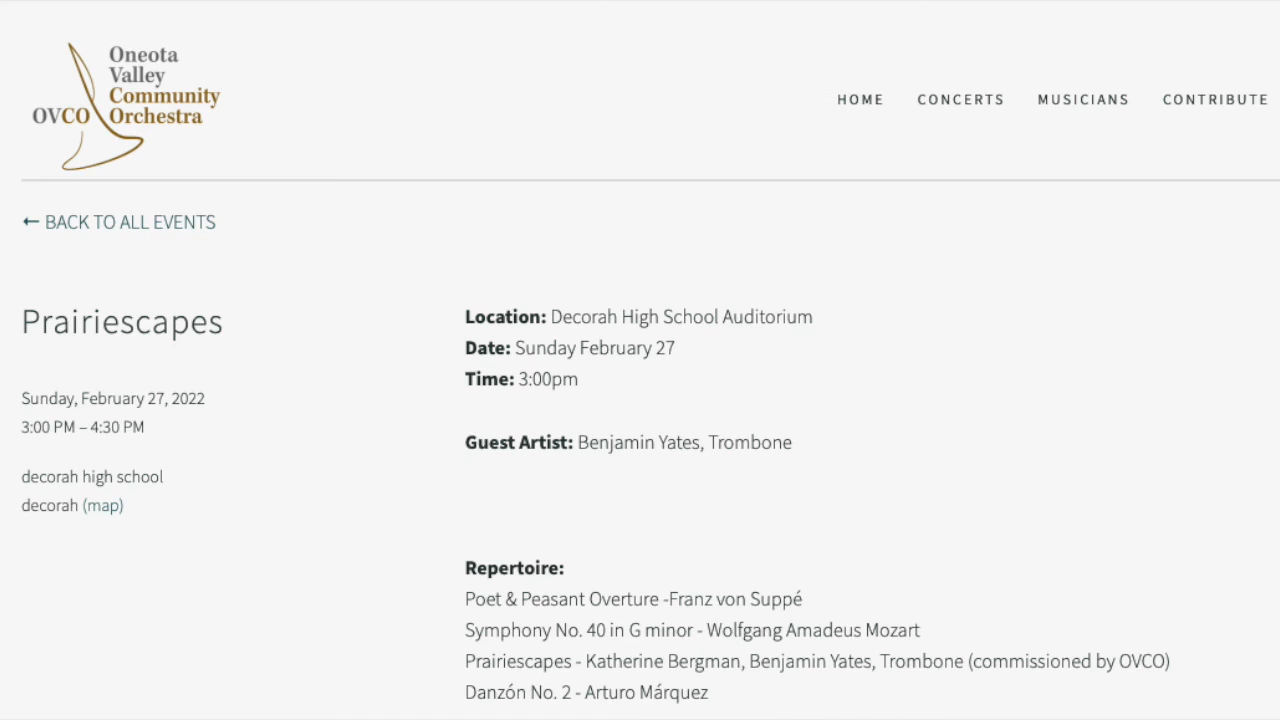 Oneota
Valley
Community
OVCO Orchestra
HOME CONCERTS MUSICIANS CONTRIBUTE
← BACK TO ALL EVENTS
Prairiescapes
Sunday, February 27, 2022
3:00 PM – 4:30 PM
decorah high school
decorah (map)
Location: Decorah High School Auditorium
Date: Sunday February 27
Time: 3:00pm
Guest Artist: Benjamin Yates, Trombone
Repertoire:
Poet & Peasant Overture -Franz von Suppé
Symphony No. 40 in G minor - Wolfgang Amadeus Mozart
Prairiescapes - Katherine Bergman, Benjamin Yates, Trombone (commissioned by OVCO)
Danzón No. 2 - Arturo Márquez